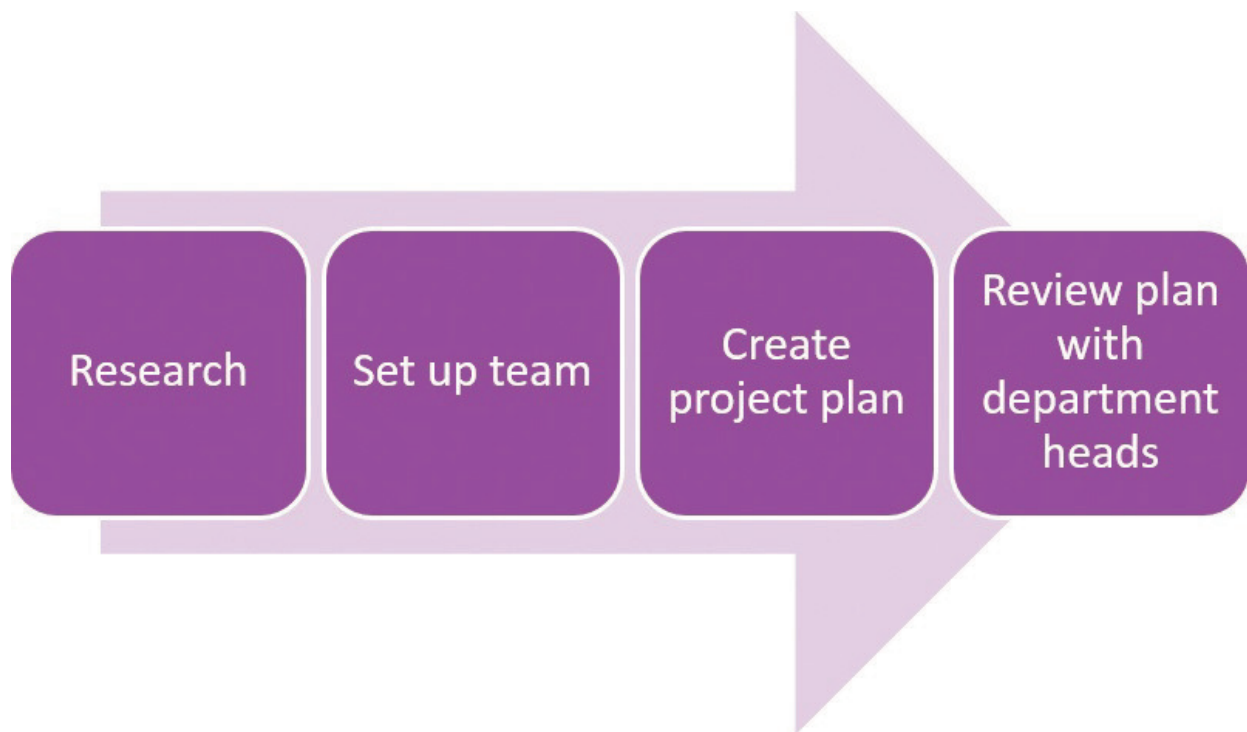 Research
Set up team
Create
project plan
Review plan
with
department
heads